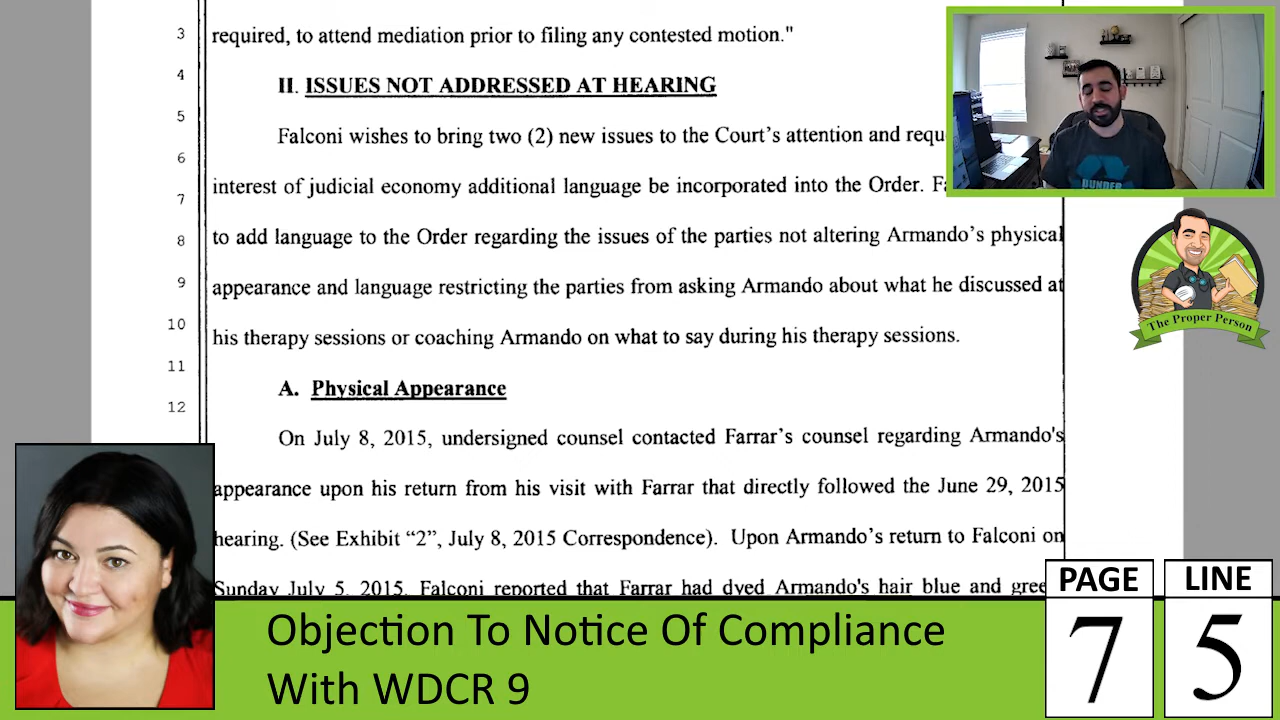 3
required, to attend mediation prior to filing any contested motion."
4
II. ISSUES NOT ADDRESSED AT HEARING
5
Falconi wishes to bring two (2) new issues to the Court's attention and requ
6
interest of judicial economy additional language be incorporated into the Order.
7
to add language to the Order regarding the issues of the parties not altering Armando's physical
8
appearance and language restricting the parties from asking Armando about what he discussed at
9
his therapy sessions or coaching Armando on what to say during his therapy sessions.
10
11
A. Physical Appearance
12
On July 8, 2015, undersigned counsel contacted Farrar's counsel regarding Armando's
appearance upon his return from his visit with Farrar that directly followed the June 29, 2015
hearing. (See Exhibit "2", July 8, 2015 Correspondence). Upon Armando's return to Falconi on
Sunday July 5, 2015, Falconi reported that Farrar had dyed Armando's hair blue and gree
DUNDER
The Proper Person
Objection To Notice Of Compliance
With WDCR 9
PAGE
7
LINE
5